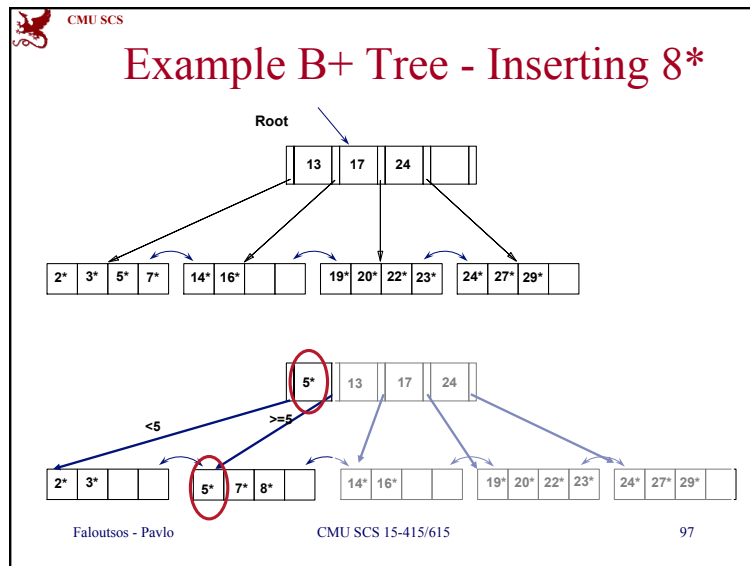 CMU SCS
Example B+ Tree - Inserting 8*
Root
13 17 24
2* 3* 5* 7* 14* 16* 19* 20* 22* 23* 24* 27* 29*
5* 13 17 24
<5 >=5
2* 3* 5* 7* 8* 14* 16* 19* 20* 22* 23* 24* 27* 29*
Faloutsos - Pavlo CMU SCS 15-415/615 97